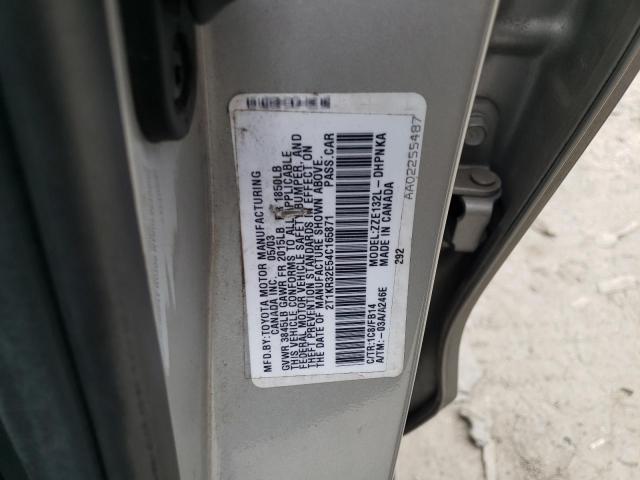 MFD.BY:TOYOTA MOTOR MANUFACTURING
CANADA INC. 05/03
GVWR 3845LB GAWR FR 2015LB RR 1850LB
THIS VEHICLE CONFORMS TO ALL APPLICABLE
FEDERAL MOTOR VEHICLE SAFETY, BUMPER, AND
THEFT PREVENTION STANDARDS IN EFFECT ON
THE DATE OF MANUFACTURE SHOWN ABOVE.
2T1KR32E54C165871 PASS.CAR
C/TR:1C8/FB14 MODEL:ZZE132L-DHPNKA
A/TM:-03A/A246E MADE IN CANADA
292
AA02255487